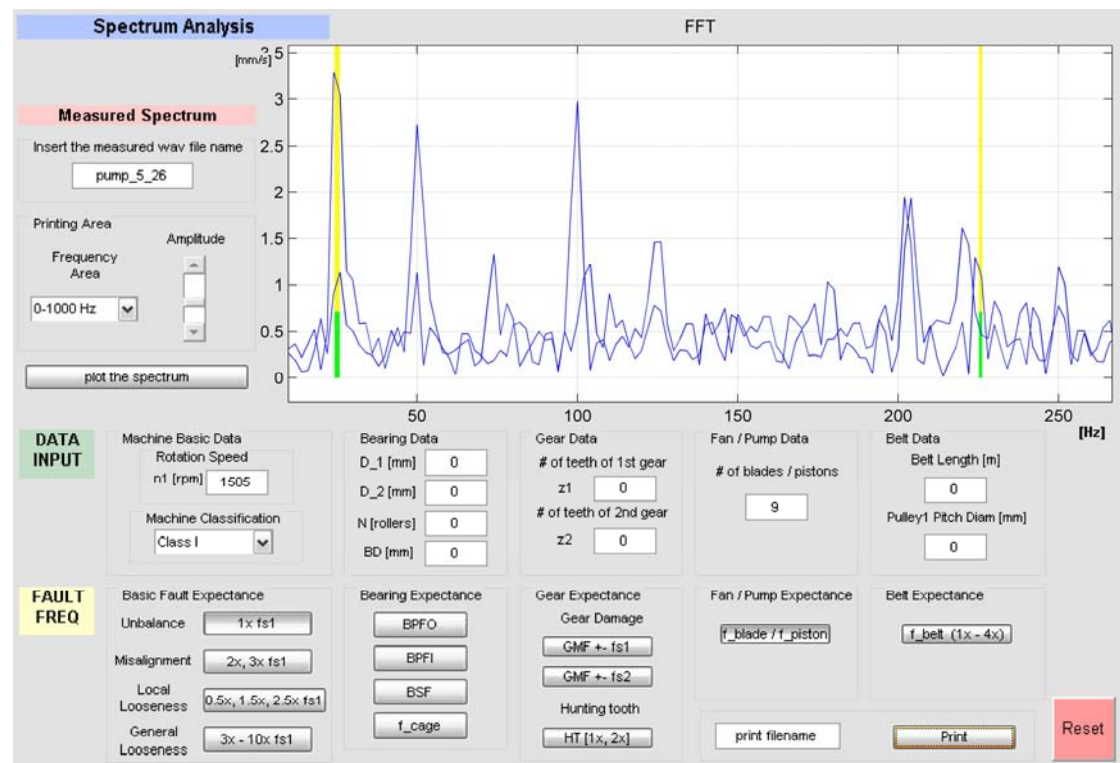 Spectrum Analysis
FFT
[mm/s]
3.5
3
2.5
2
1.5
1
0.5
0
50
100
150
200
250
[Hz]
Measured Spectrum
Insert the measured wav file name
pump_5_26
Printing Area
Amplitude
Frequency
Area
0-1000 Hz
plot the spectrum
DATA
INPUT
Machine Basic Data
Rotation Speed
n1 [rpm] 1505
Machine Classification
Class I
Bearing Data
D_1 [mm] 0
D_2 [mm] 0
N [rollers] 0
BD [mm] 0
Gear Data
# of teeth of 1st gear
z1 0
# of teeth of 2nd gear
z2 0
Fan / Pump Data
# of blades / pistons
9
Belt Data
Belt Length [m]
0
Pulley1 Pitch Diam [mm]
0
FAULT
FREQ
Basic Fault Expectance
Unbalance 1x fs1
Misalignment 2x, 3x fs1
Local
Looseness 0.5x, 1.5x, 2.5x fs1
General
Looseness 3x - 10x fs1
Bearing Expectance
BPFO
BPFI
BSF
f_cage
Gear Expectance
Gear Damage
GMF +- fs1
GMF +- fs2
Hunting tooth
HT [1x, 2x]
Fan / Pump Expectance
f_blade / f_piston
Belt Expectance
f_belt (1x - 4x)
print filename
Print
Reset